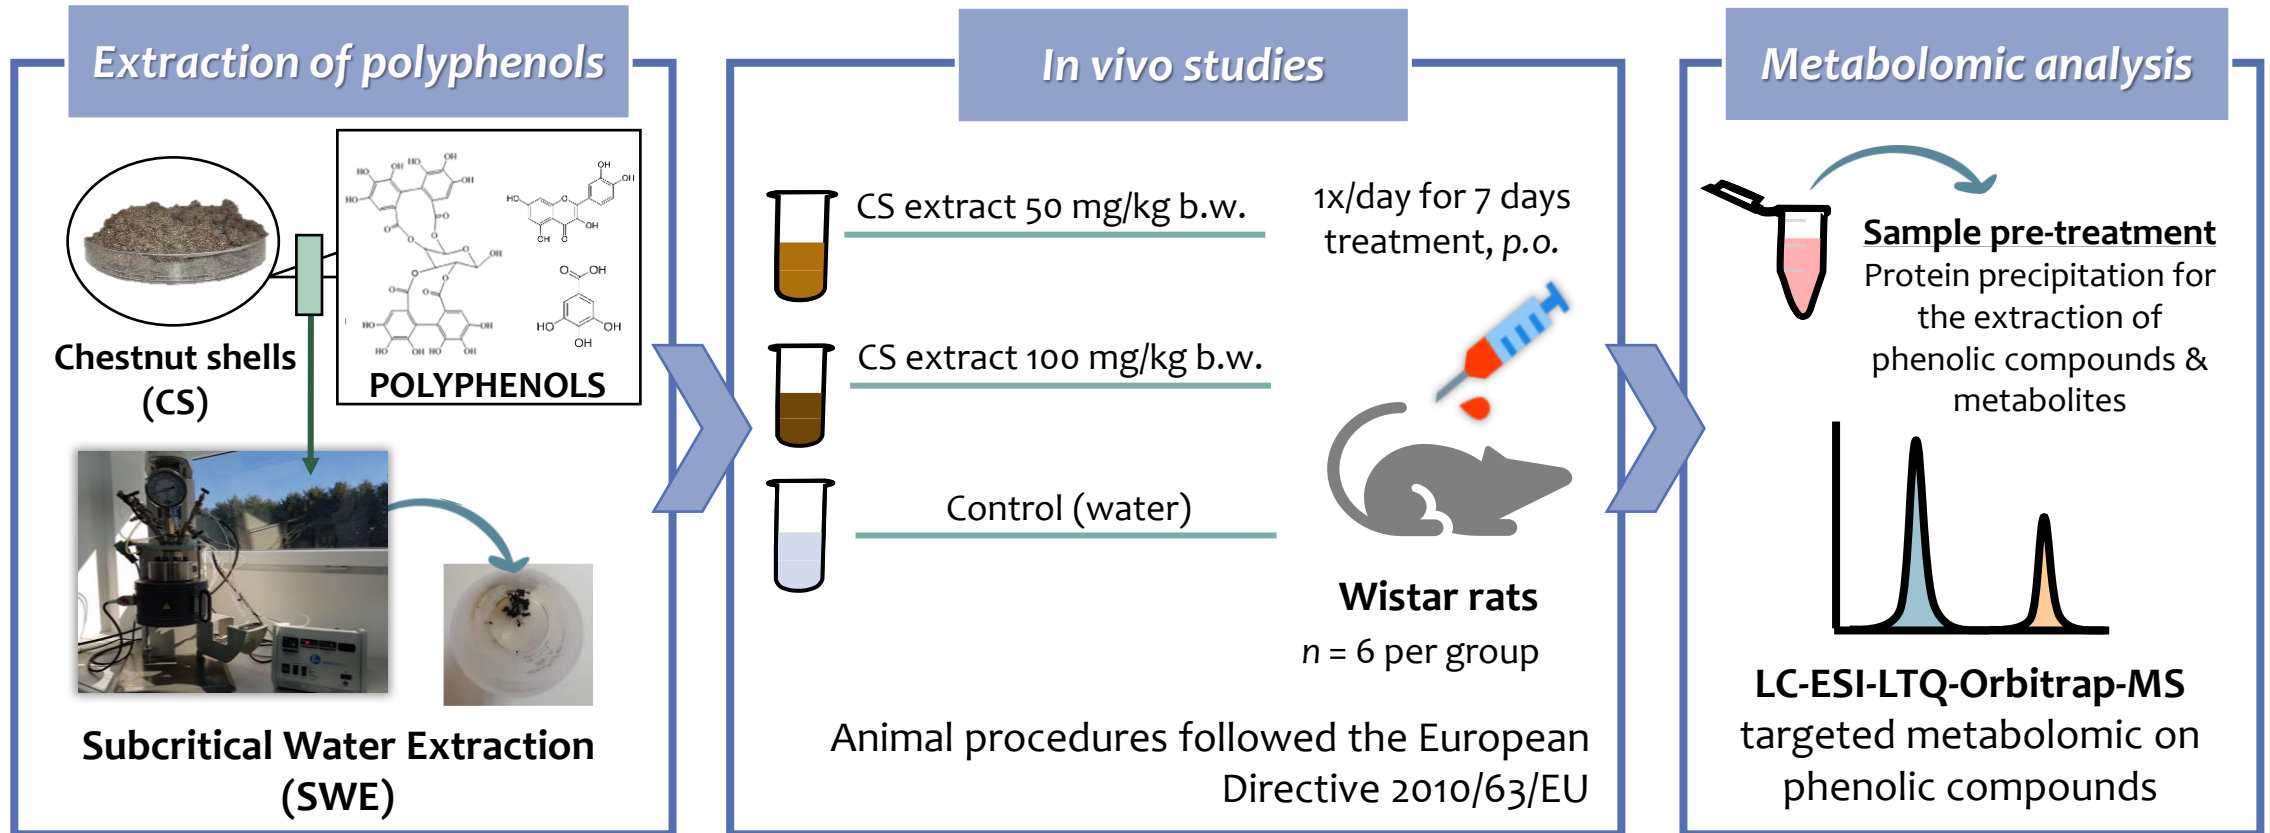 Extraction of polyphenols
Chestnut shells
(CS)
POLYPHENOLS
Subcritical Water Extraction
(SWE)
In vivo studies
CS extract 50 mg/kg b.w.
CS extract 100 mg/kg b.w.
Control (water)
1x/day for 7 days
treatment, p.o.
Wistar rats
n = 6 per group
Animal procedures followed the European
Directive 2010/63/EU
Metabolomic analysis
Sample pre-treatment
Protein precipitation for
the extraction of
phenolic compounds &
metabolites
LC-ESI-LTQ-Orbitrap-MS
targeted metabolomic on
phenolic compounds